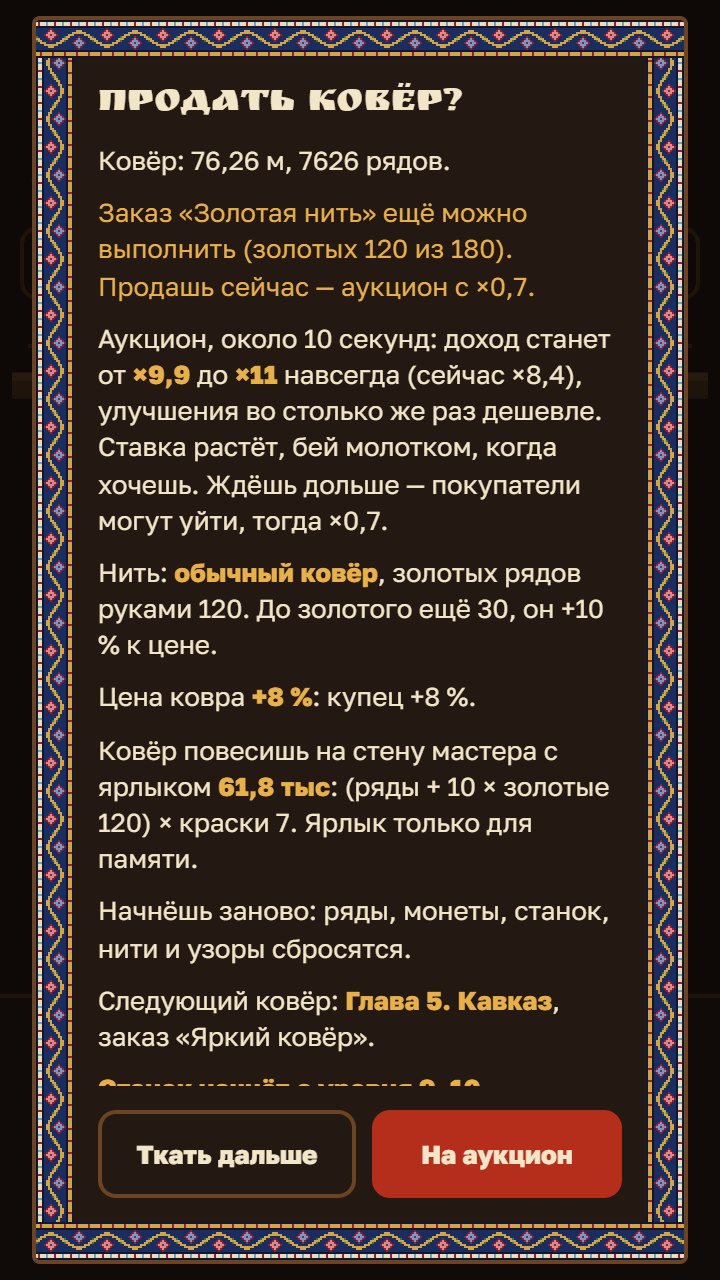 ПРОДАТЬ КОВЁР?
Ковёр: 76,26 м, 7626 рядов.
Заказ «Золотая нить» ещё можно
выполнить (золотых 120 из 180).
Продашь сейчас — аукцион с ×0,7.
Аукцион, около 10 секунд: доход станет
от ×9,9 до ×11 навсегда (сейчас ×8,4),
улучшения во столько же раз дешевле.
Ставка растёт, бей молотком, когда
хочешь. Ждёшь дольше — покупатели
могут уйти, тогда ×0,7.
Нить: обычный ковёр, золотых рядов
руками 120. До золотого ещё 30, он +10
% к цене.
Цена ковра +8 %: купец +8 %.
Ковёр повесишь на стену мастера с
ярлыком 61,8 тыс: (ряды + 10 × золотые
120) × краски 7. Ярлык только для
памяти.
Начнёшь заново: ряды, монеты, станок,
нити и узоры сбросятся.
Следующий ковёр: Глава 5. Кавказ,
заказ «Яркий ковёр».
Ткать дальше
На аукцион